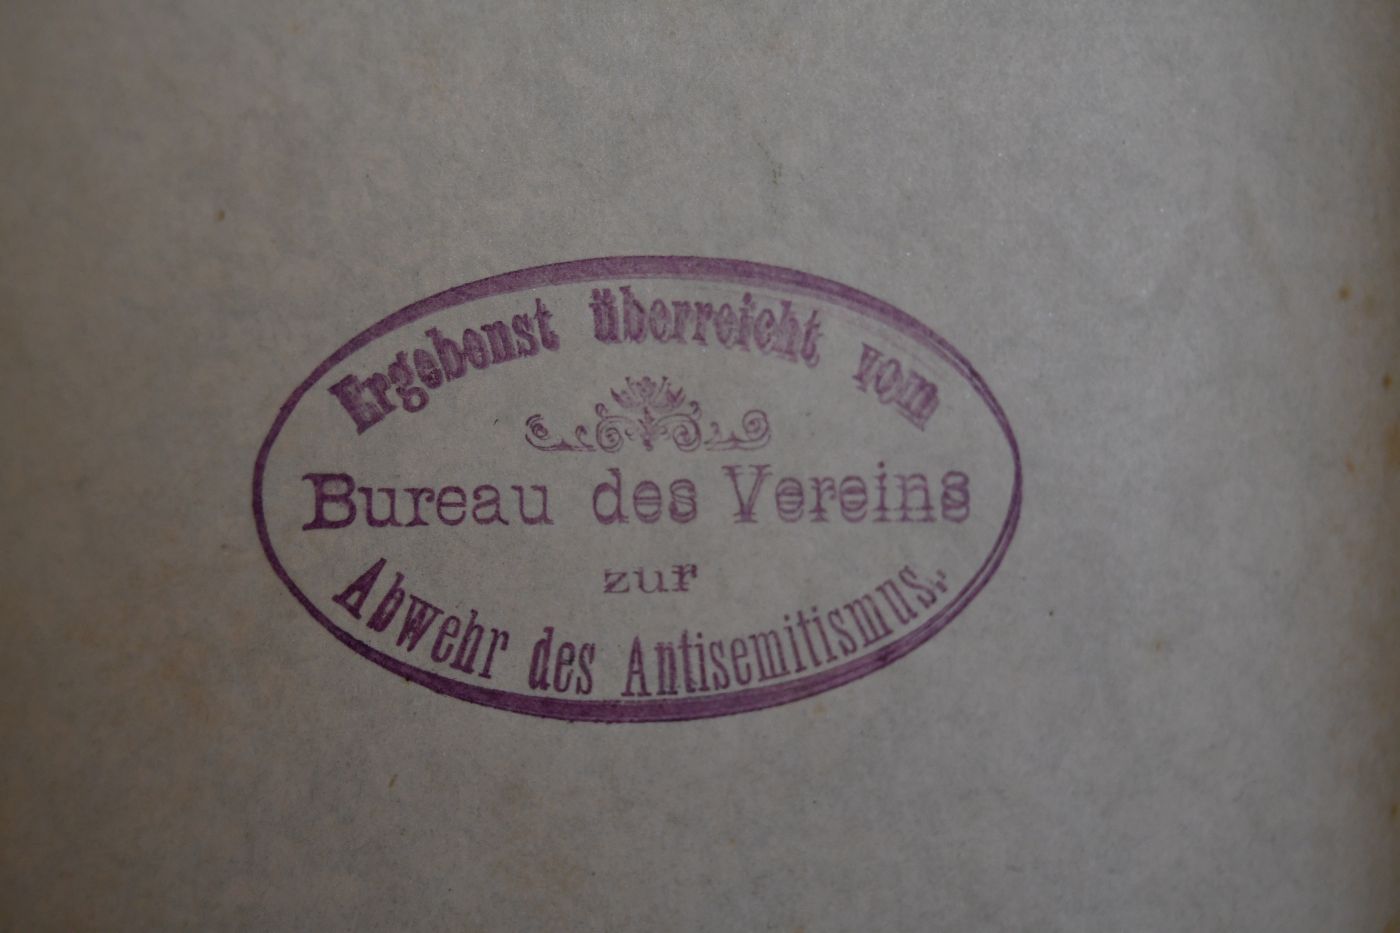 Ergebenst überreicht vom
Bureau des Vereins
zur
Abwehr des Antisemitismus.